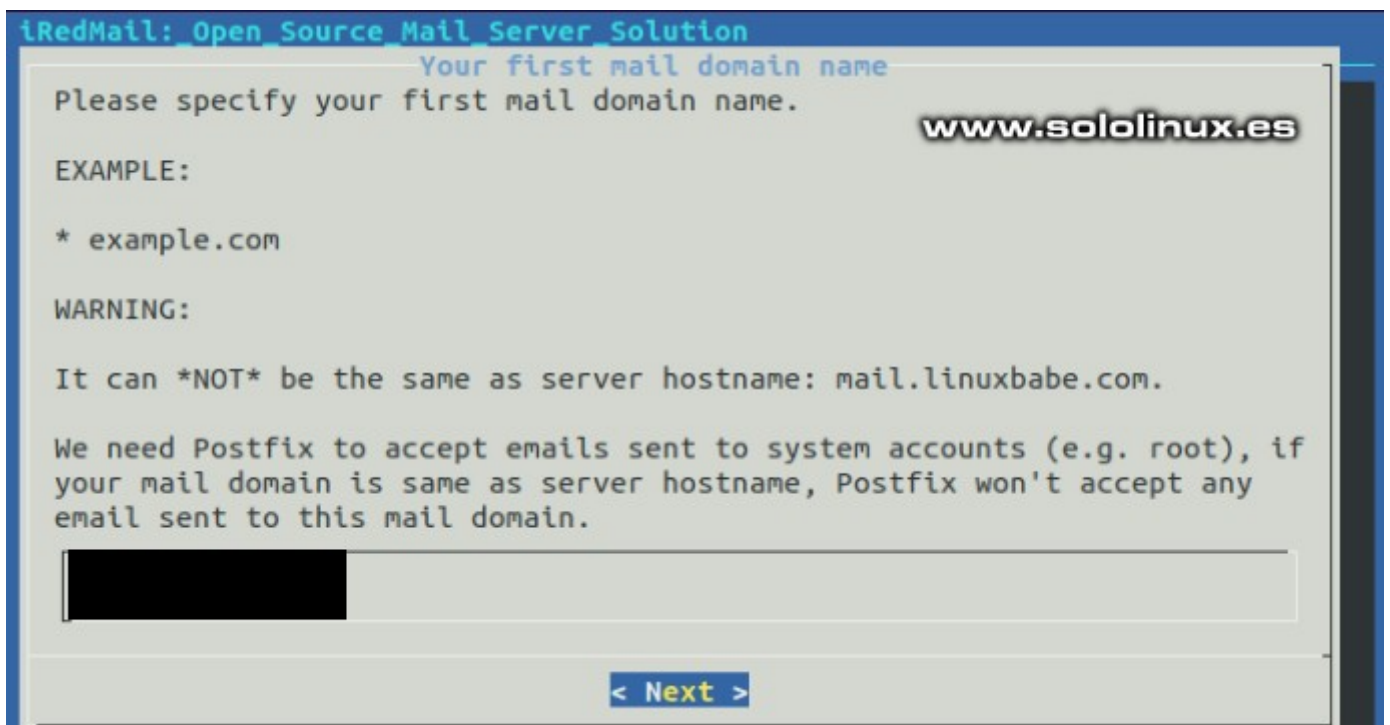 iRedMail:_Open_Source_Mail_Server_Solution
Your first mail domain name
Please specify your first mail domain name.
www.sololinux.es
EXAMPLE:
* example.com
WARNING:
It can *NOT* be the same as server hostname: mail.linuxbabe.com.
We need Postfix to accept emails sent to system accounts (e.g. root), if
your mail domain is same as server hostname, Postfix won't accept any
email sent to this mail domain.
< Next >